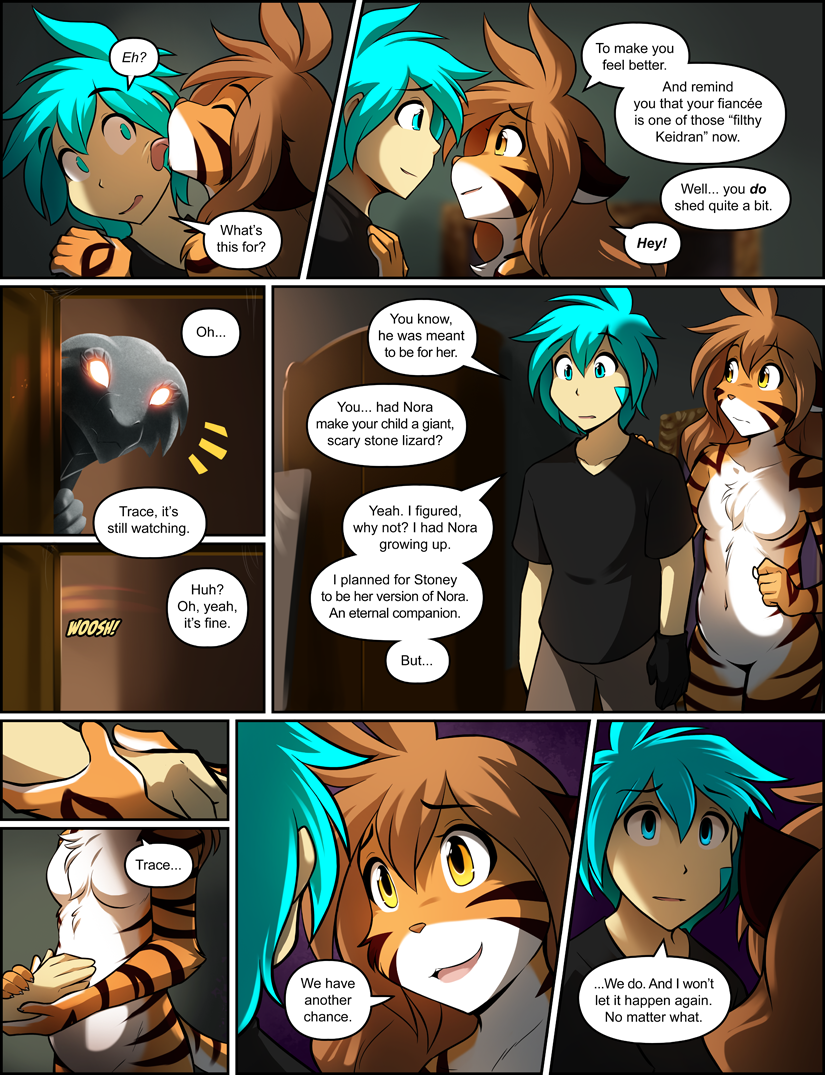 Eh?
What's
this for?
To make you
feel better.
And remind
you that your fiancée
is one of those “filthy
Keidran” now.
Well... you do
shed quite a bit.
Hey!
Oh...
Trace, it's
still watching.
Huh?
Oh, yeah,
it's fine.
WOOSH!
You know,
he was meant
to be for her.
You... had Nora
make your child a giant,
scary stone lizard?
Yeah. I figured,
why not? I had Nora
growing up.
I planned for Stoney
to be her version of Nora.
An eternal companion.
But...
Trace...
We have
another
chance.
...We do. And I won't
let it happen again.
No matter what.